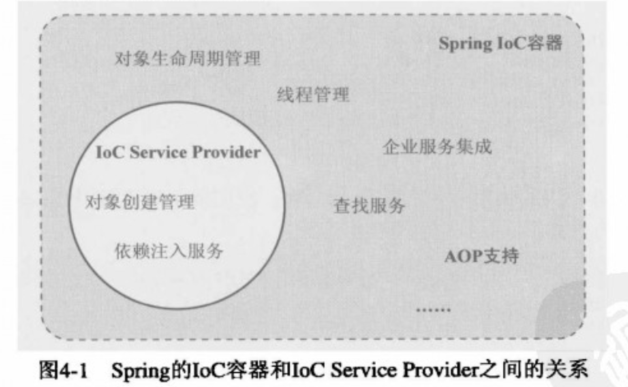 Spring IoC容器
对象生命周期管理
线程管理
IoC Service Provider
企业服务集成
对象创建管理
查找服务
依赖注入服务
AOP支持
……
图4-1 Spring的IoC容器和IoC Service Provider之间的关系